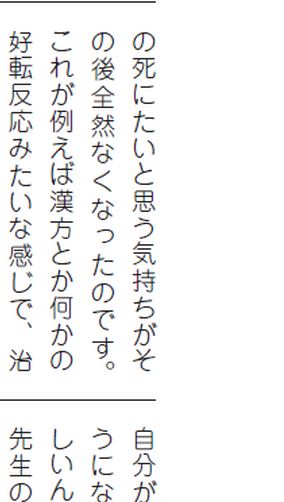 の死にたいと思う気持ちがそ
の後全然なくなったのです。
これが例えば漢方とか何かの
好転反応みたいな感じで、治
自分が
うにな
しいん
先生の